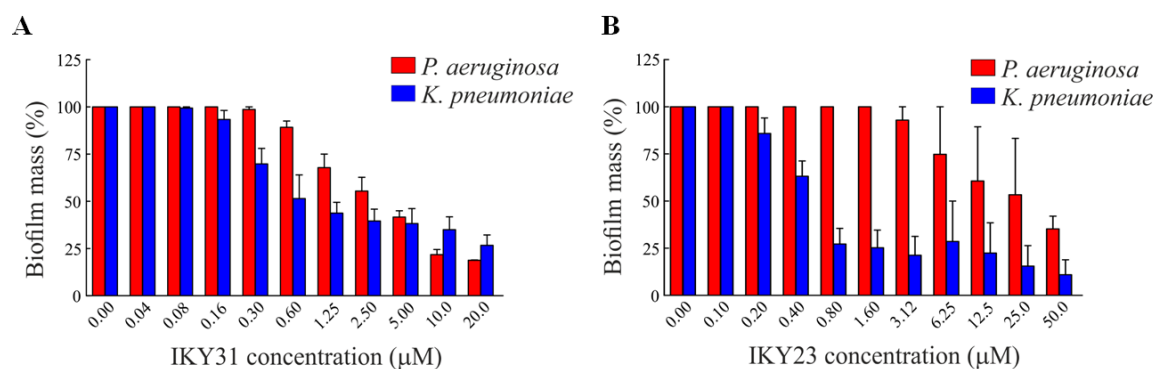 A
B
125
100
75
50
25
0
Biofilm mass (%)
P. aeruginosa
K. pneumoniae
0.00 0.04 0.08 0.16 0.30 0.60 1.25 2.50 5.00 10.0 20.0
IKY31 concentration (μM)
125
100
75
50
25
0
Biofilm mass (%)
P. aeruginosa
K. pneumoniae
0.00 0.10 0.20 0.40 0.80 1.60 3.12 6.25 12.5 25.0 50.0
IKY23 concentration (μM)